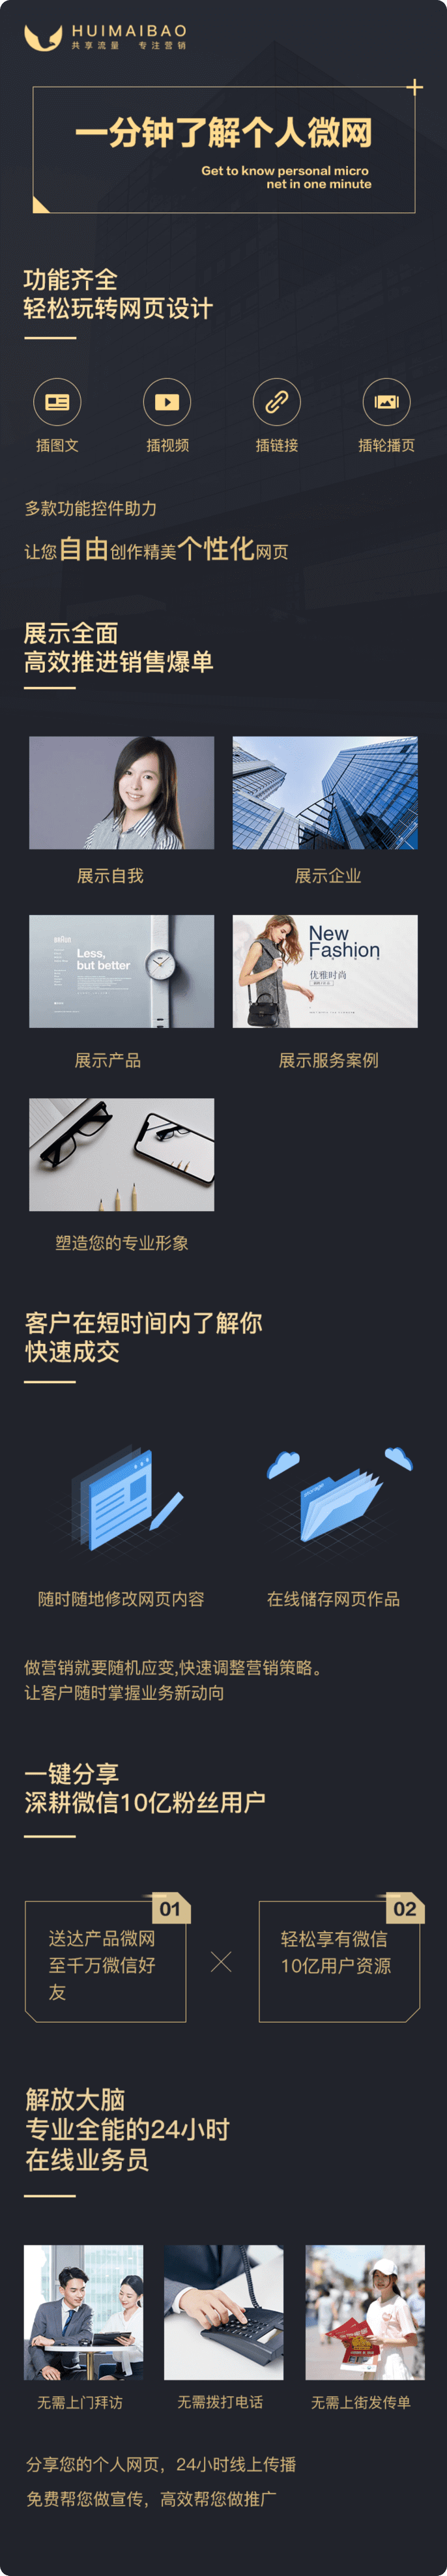 HUIMAIBAO
共享流量 专注营销
一分钟了解个人微网
Get to know personal micro
net in one minute
功能齐全
轻松玩转网页设计
插图文 插视频 插链接 插轮播页
多款功能控件助力
让您自由创作精美个性化网页
展示全面
高效推进销售爆单
展示自我 展示企业
Less,
but better
New
Fashion
优雅时尚
展示产品 展示服务案例
塑造您的专业形象
客户在短时间内了解你
快速成交
随时随地修改网页内容 在线储存网页作品
做营销就要随机应变,快速调整营销策略。
让客户随时掌握业务新动向
一键分享
深耕微信10亿粉丝用户
01
送达产品微网
至千万微信好
友
02
轻松享有微信
10亿用户资源
解放大脑
专业全能的24小时
在线业务员
无需上门拜访 无需拨打电话 无需上街发传单
分享您的个人网页，24小时线上传播
免费帮您做宣传，高效帮您做推广